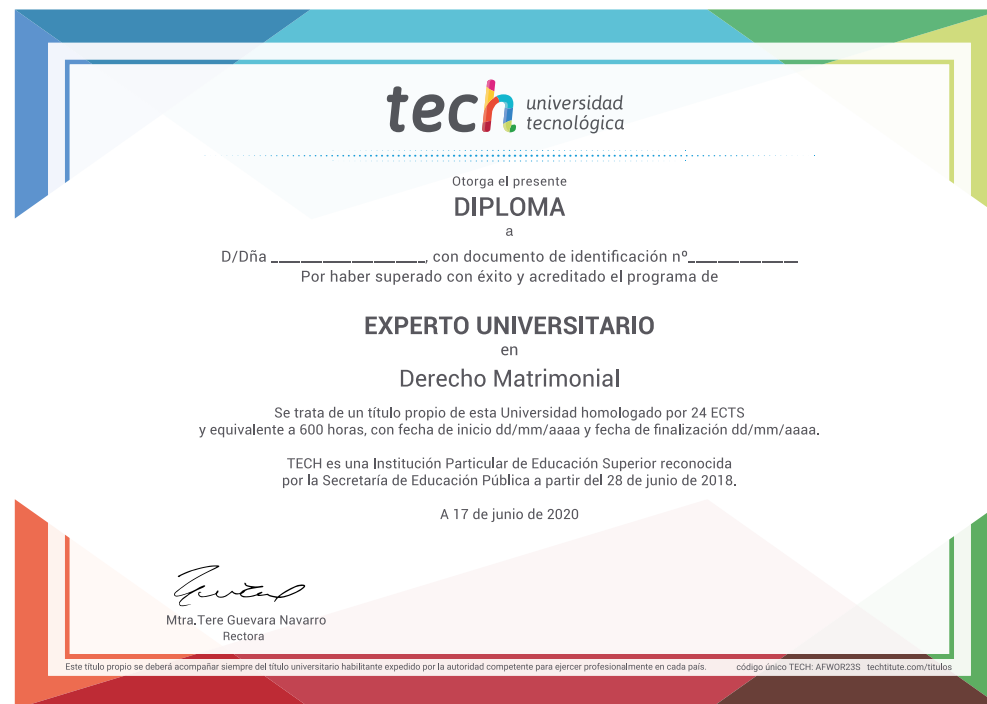 tech universidad
tecnológica
Otorga el presente
DIPLOMA
a
D/Dña ____________________, con documento de identificación nº______________
Por haber superado con éxito y acreditado el programa de
EXPERTO UNIVERSITARIO
en
Derecho Matrimonial
Se trata de un título propio de esta Universidad homologado por 24 ECTS
y equivalente a 600 horas, con fecha de inicio dd/mm/aaaa y fecha de finalización dd/mm/aaaa.
TECH es una Institución Particular de Educación Superior reconocida
por la Secretaría de Educación Pública a partir del 28 de junio de 2018.
A 17 de junio de 2020
Mtra.Tere Guevara Navarro
Rectora
Este título propio se deberá acompañar siempre del título universitario habilitante expedido por la autoridad competente para ejercer profesionalmente en cada país. código único TECH: AFWOR23S techtitute.com/titulos